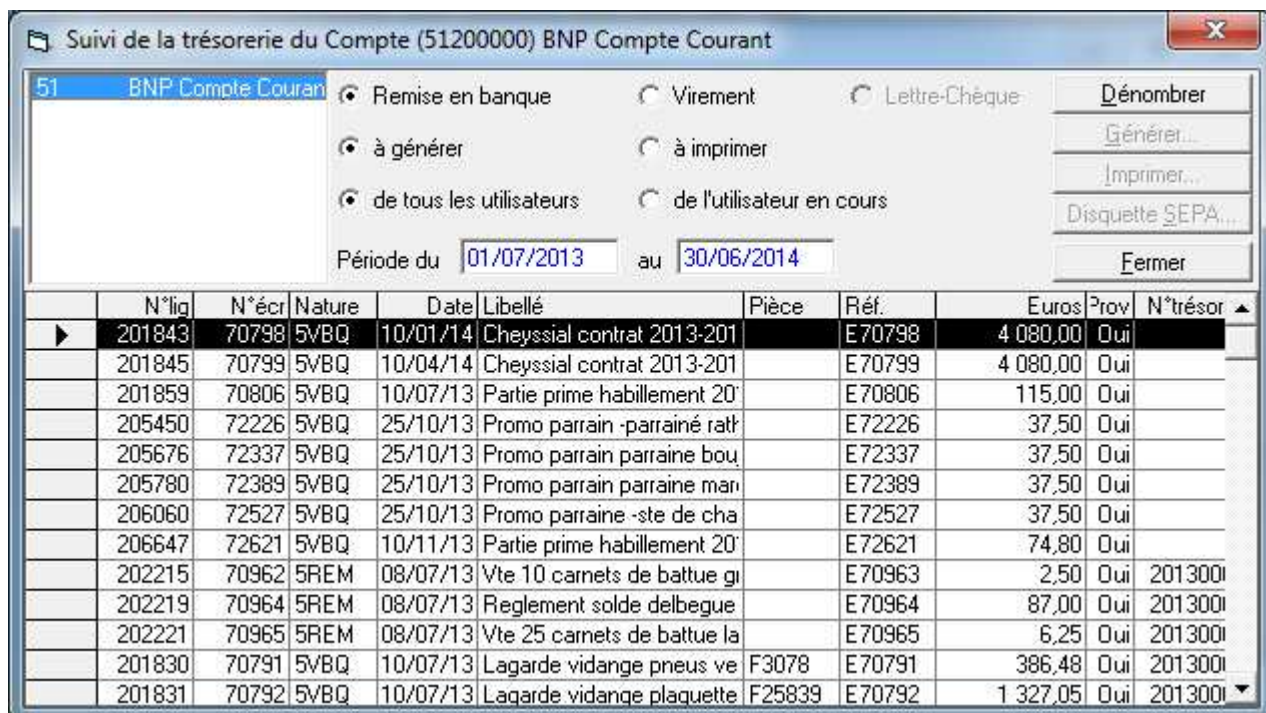 Suivi de la trésorerie du Compte (51200000) BNP Compte Courant
51 BNP Compte Couran
Remise en banque Virement Lettre-Chèque Dénombrer
à générer à imprimer Générer...
Imprimer...
de tous les utilisateurs de l'utilisateur en cours
Disquette SEPA...
Période du 01/07/2013 au 30/06/2014 Fermer
N°lig N°écr Nature Date Libellé Pièce Réf. Euros Prov N°trésor
201843 70798 5VBQ 10/01/14 Cheyssial contrat 2013-201 E70798 4 080,00 Oui
201845 70799 5VBQ 10/04/14 Cheyssial contrat 2013-201 E70799 4 080,00 Oui
201859 70806 5VBQ 10/07/13 Partie prime habillement 20 E70806 115,00 Oui
205450 72226 5VBQ 25/10/13 Promo parrain -parrainé rath E72226 37,50 Oui
205676 72337 5VBQ 25/10/13 Promo parrain parraine bou E72337 37,50 Oui
205780 72389 5VBQ 25/10/13 Promo parrain parraine mar E72389 37,50 Oui
206060 72527 5VBQ 25/10/13 Promo parraine -ste de cha E72527 37,50 Oui
206647 72621 5VBQ 10/11/13 Partie prime habillement 20 E72621 74,80 Oui
202215 70962 5REM 08/07/13 Vte 10 carnets de battue gr E70963 2,50 Oui 201300
202219 70964 5REM 08/07/13 Reglement solde delbegue E70964 87,00 Oui 201300
202221 70965 5REM 08/07/13 Vte 25 carnets de battue la E70965 6,25 Oui 201300
201830 70791 5VBQ 10/07/13 Lagarde vidange pneus ve F3078 E70791 386,48 Oui 201300
201831 70792 5VBQ 10/07/13 Lagarde vidange plaquette F25839 E70792 1 327,05 Oui 201300